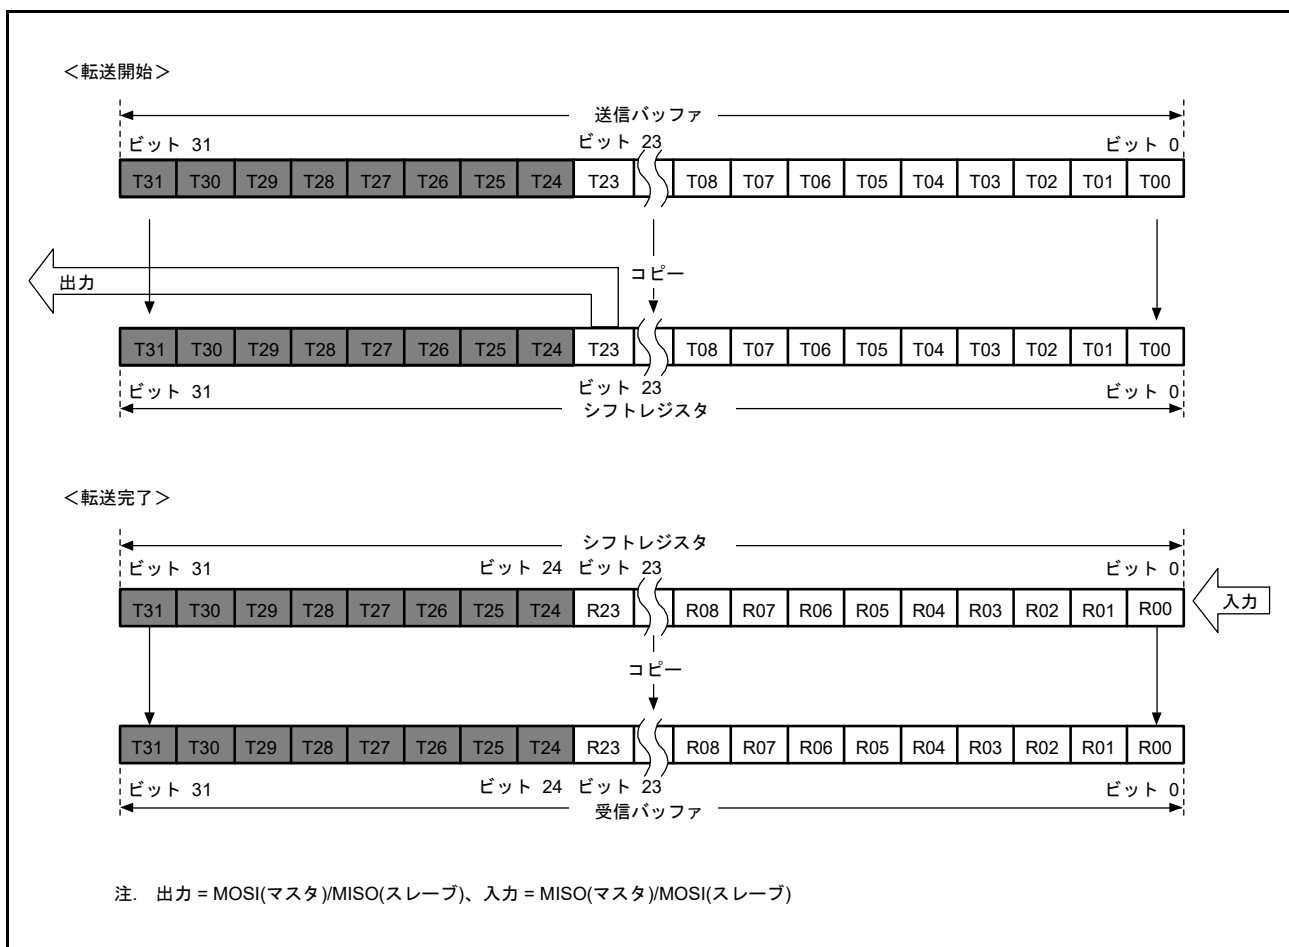 ＜転送開始＞
送信バッファ
ビット 31 ビット 23 ビット 0
T31 T30 T29 T28 T27 T26 T25 T24 T23 T08 T07 T06 T05 T04 T03 T02 T01 T00
出力 コピー
T31 T30 T29 T28 T27 T26 T25 T24 T23 T08 T07 T06 T05 T04 T03 T02 T01 T00
ビット 31 ビット 23 ビット 0
シフトレジスタ
＜転送完了＞
シフトレジスタ
ビット 31 ビット 24 ビット 23 ビット 0
T31 T30 T29 T28 T27 T26 T25 T24 R23 R08 R07 R06 R05 R04 R03 R02 R01 R00 入力
コピー
T31 T30 T29 T28 T27 T26 T25 T24 R23 R08 R07 R06 R05 R04 R03 R02 R01 R00
ビット 31 ビット 24 ビット 23 ビット 0
受信バッファ
注. 出力 = MOSI(マスタ)/MISO(スレーブ)、入力 = MISO(マスタ)/MOSI(スレーブ)